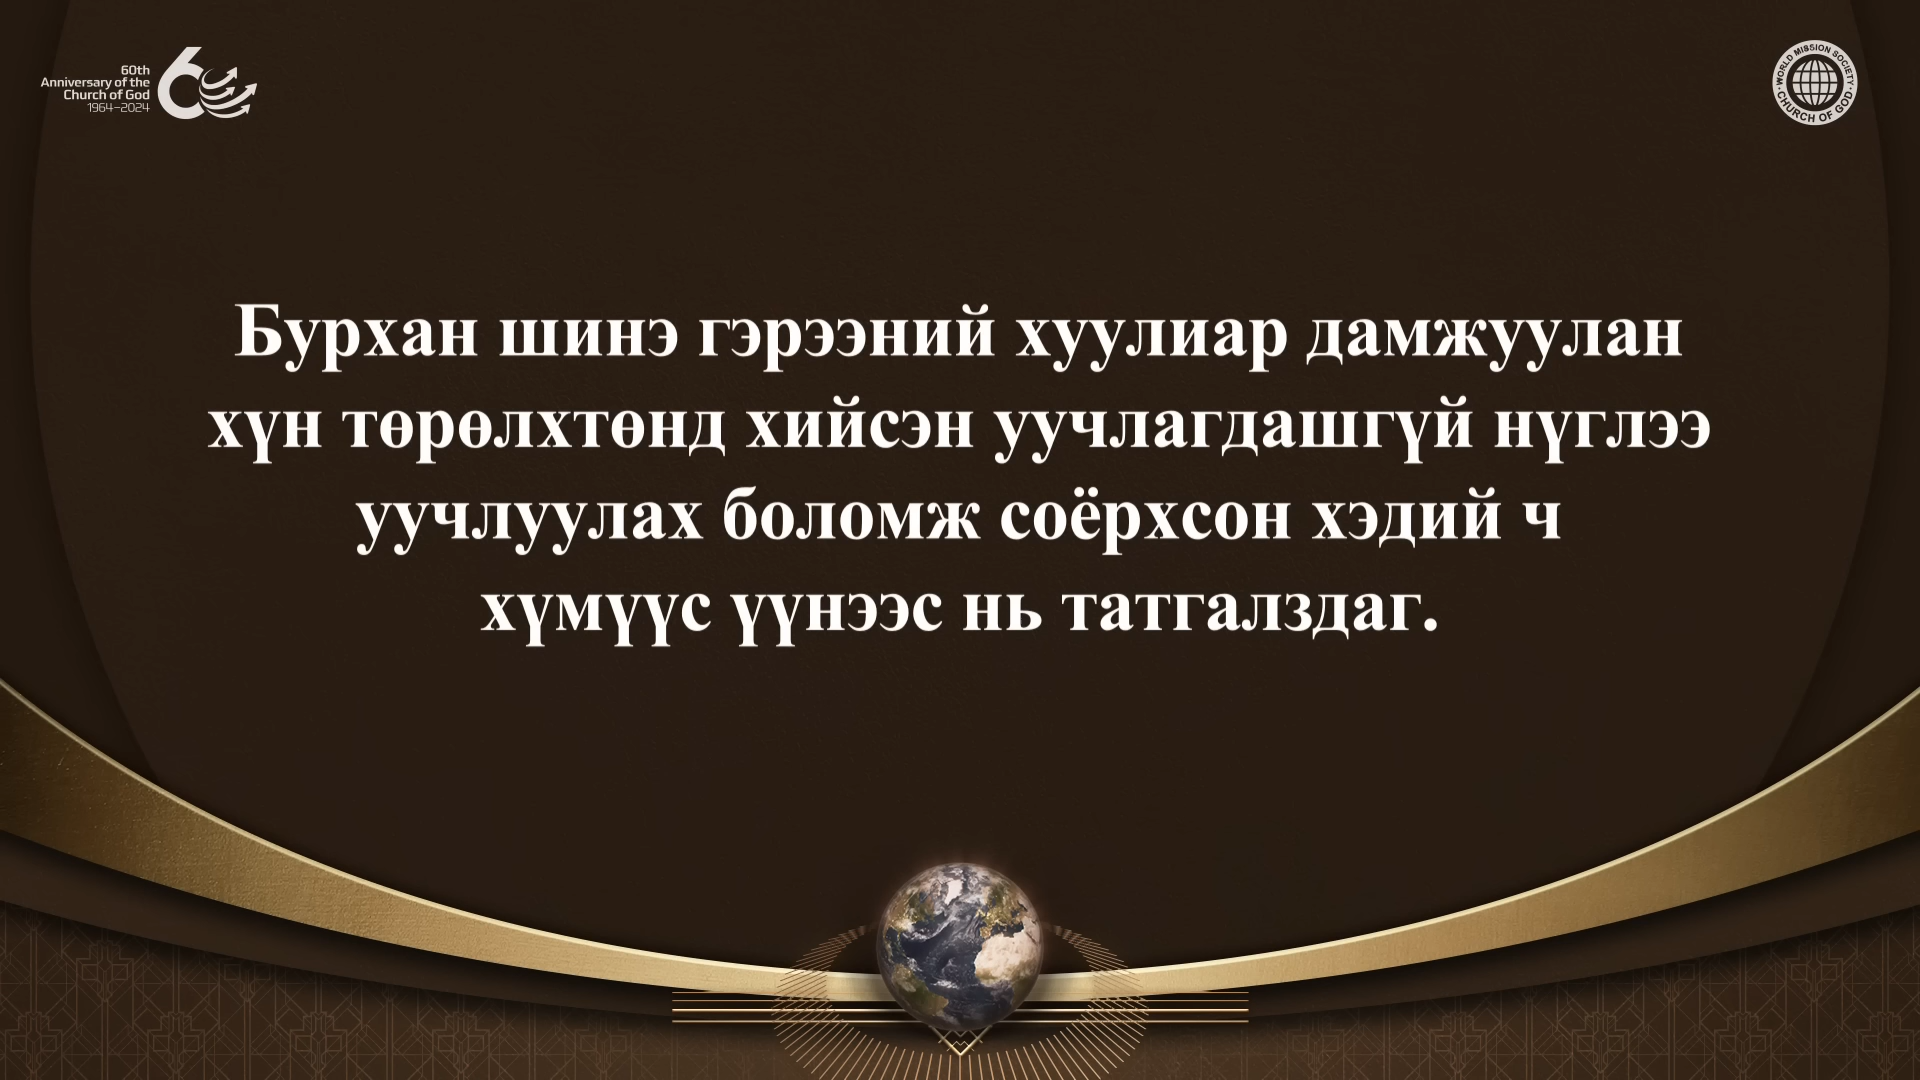 60th
Anniversary of the
Church of God
1964–2024
60
WORLD MISSION SOCIETY
CHURCH OF GOD
Бурхан шинэ гэрээний хуулиар дамжуулан
хүн төрөлхтөнд хийсэн уучлагдашгүй нүглээ
уучлуулах боломж соёрхсон хэдий ч
хүмүүс үүнээс нь татгалздаг.